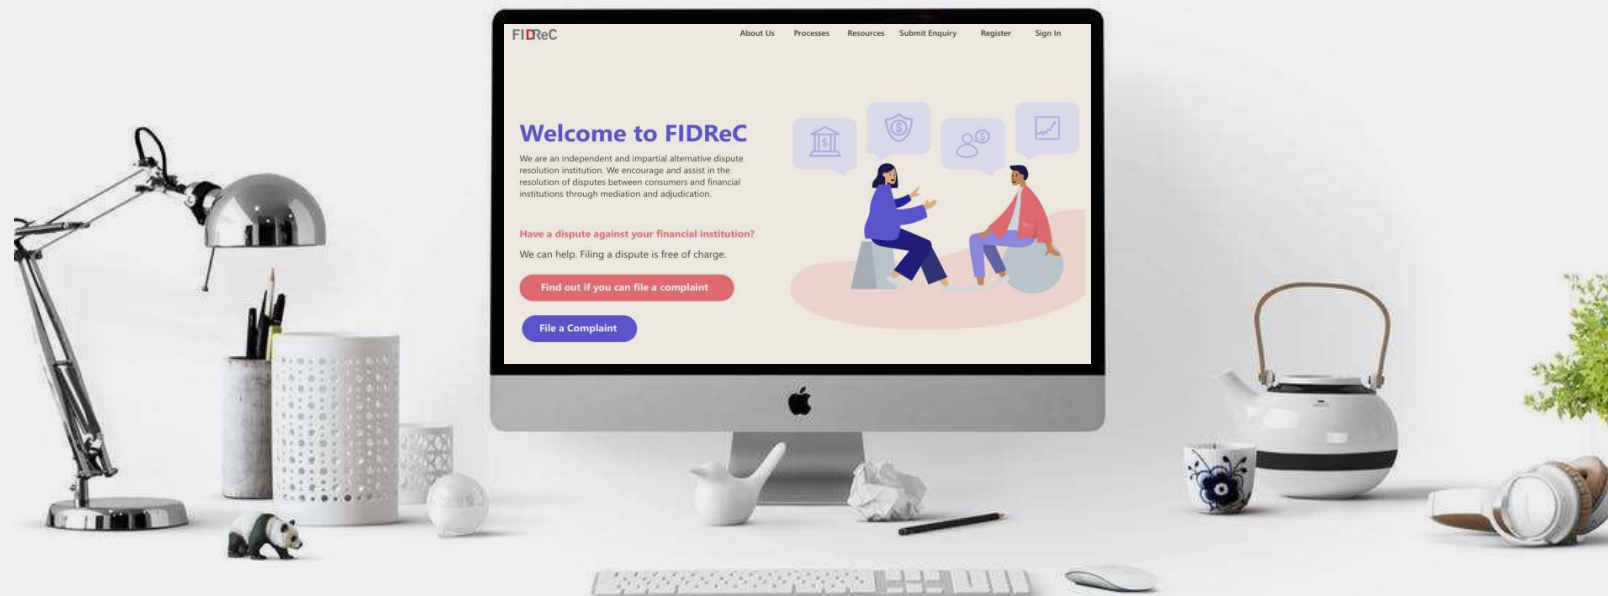 FIDReC
About Us Processes Resources Submit Enquiry Register Sign In
Welcome to FIDReC
We are an independent and impartial alternative dispute
resolution institution. We encourage and assist in the
resolution of disputes between consumers and financial
institutions through mediation and adjudication.
Have a dispute against your financial institution?
We can help. Filing a dispute is free of charge.
Find out if you can file a complaint
File a Complaint